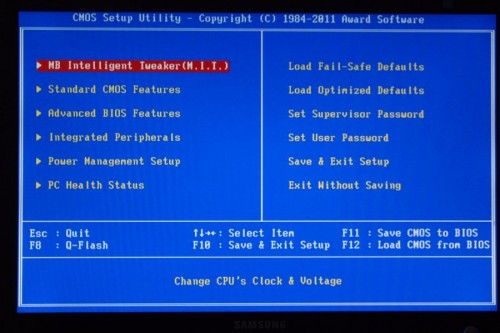 CMOS Setup Utility - Copyright (C) 1984-2011 Award Software
MB Intelligent Tweaker(M.I.T.)
Standard CMOS Features
Advanced BIOS Features
Integrated Peripherals
Power Management Setup
PC Health Status
Load Fail-Safe Defaults
Load Optimized Defaults
Set Supervisor Password
Set User Password
Save & Exit Setup
Exit Without Saving
Esc : Quit
F8 : Q-Flash
↑↓→←: Select Item
F10 : Save & Exit Setup
F11 : Save CMOS to BIOS
F12 : Load CMOS from BIOS
Change CPU's Clock & Voltage
SAMSUNG